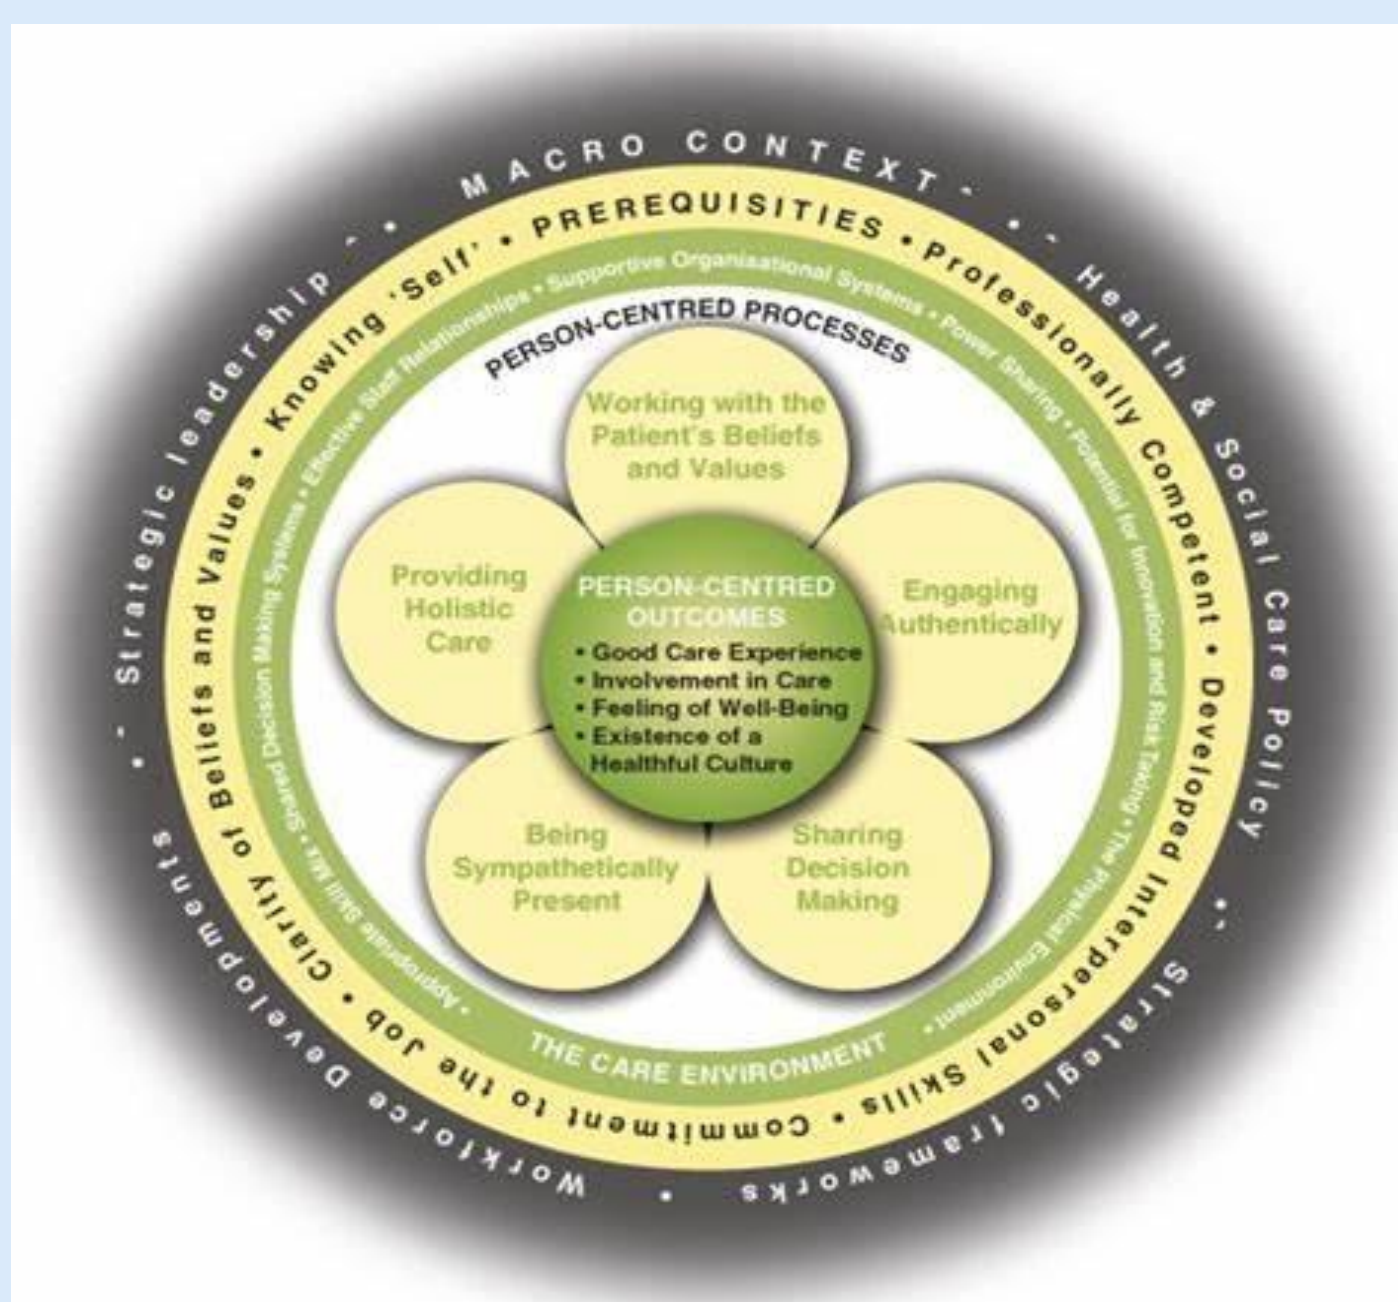 MACRO CONTEXT
Health & Social Care Policy
Strategic frameworks
Workforce Developments
Strategic leadership
PREREQUISITIES
Professionally Competent
Developed Interpersonal Skills
Commitment to the Job
Clarity of Beliefs and Values
Knowing 'Self'
THE CARE ENVIRONMENT
Appropriate Skill Mix
Shared Decision Making Systems
Effective Staff Relationships
Supportive Organisational Systems
Power Sharing
Potential for Innovation and Risk Taking
The Physical Environment
PERSON-CENTRED PROCESSES
Working with the
Patient's Beliefs
and Values
Engaging
Authentically
Sharing
Decision
Making
Being
Sympathetically
Present
Providing
Holistic
Care
PERSON-CENTRED
OUTCOMES
• Good Care Experience
• Involvement in Care
• Feeling of Well-Being
• Existence of a
Healthful Culture